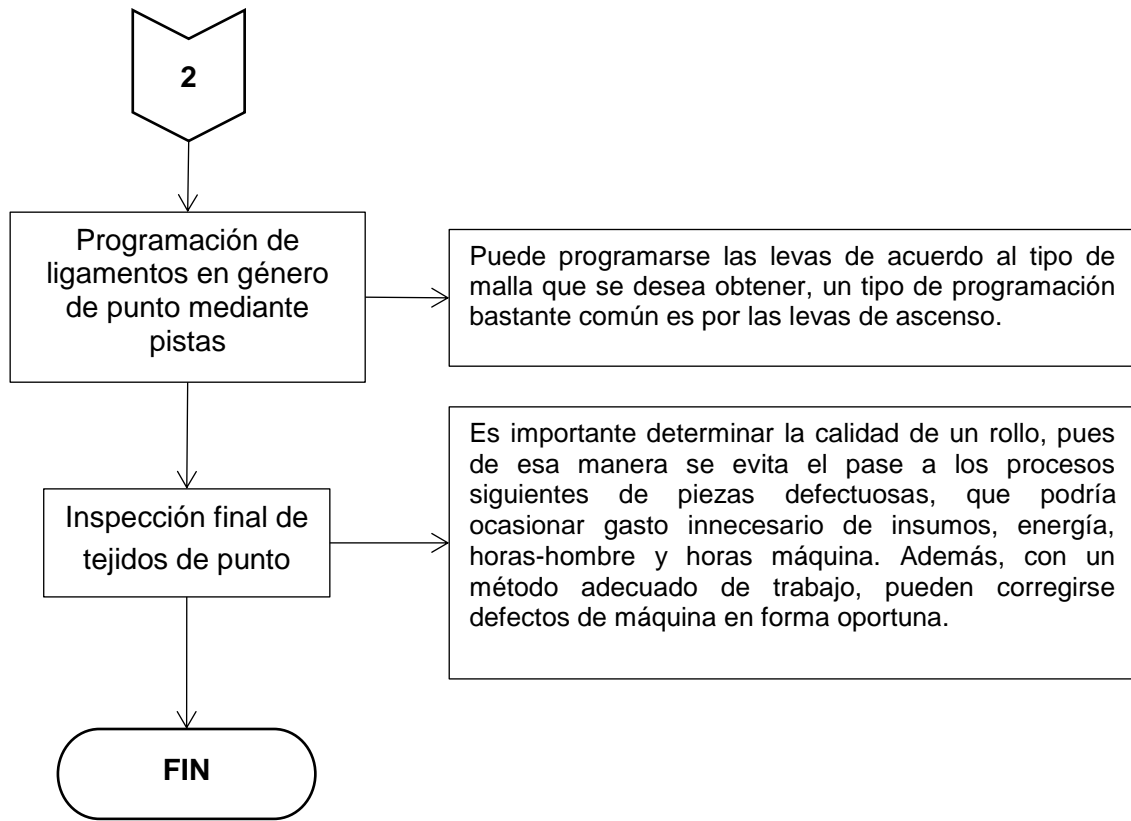 2
Programación de
ligamentos en género
de punto mediante
pistas
Puede programarse las levas de acuerdo al tipo de
malla que se desea obtener, un tipo de programación
bastante común es por las levas de ascenso.
Inspección final de
tejidos de punto
Es importante determinar la calidad de un rollo, pues
de esa manera se evita el pase a los procesos
siguientes de piezas defectuosas, que podría
ocasionar gasto innecesario de insumos, energía,
horas-hombre y horas máquina. Además, con un
método adecuado de trabajo, pueden corregirse
defectos de máquina en forma oportuna.
FIN